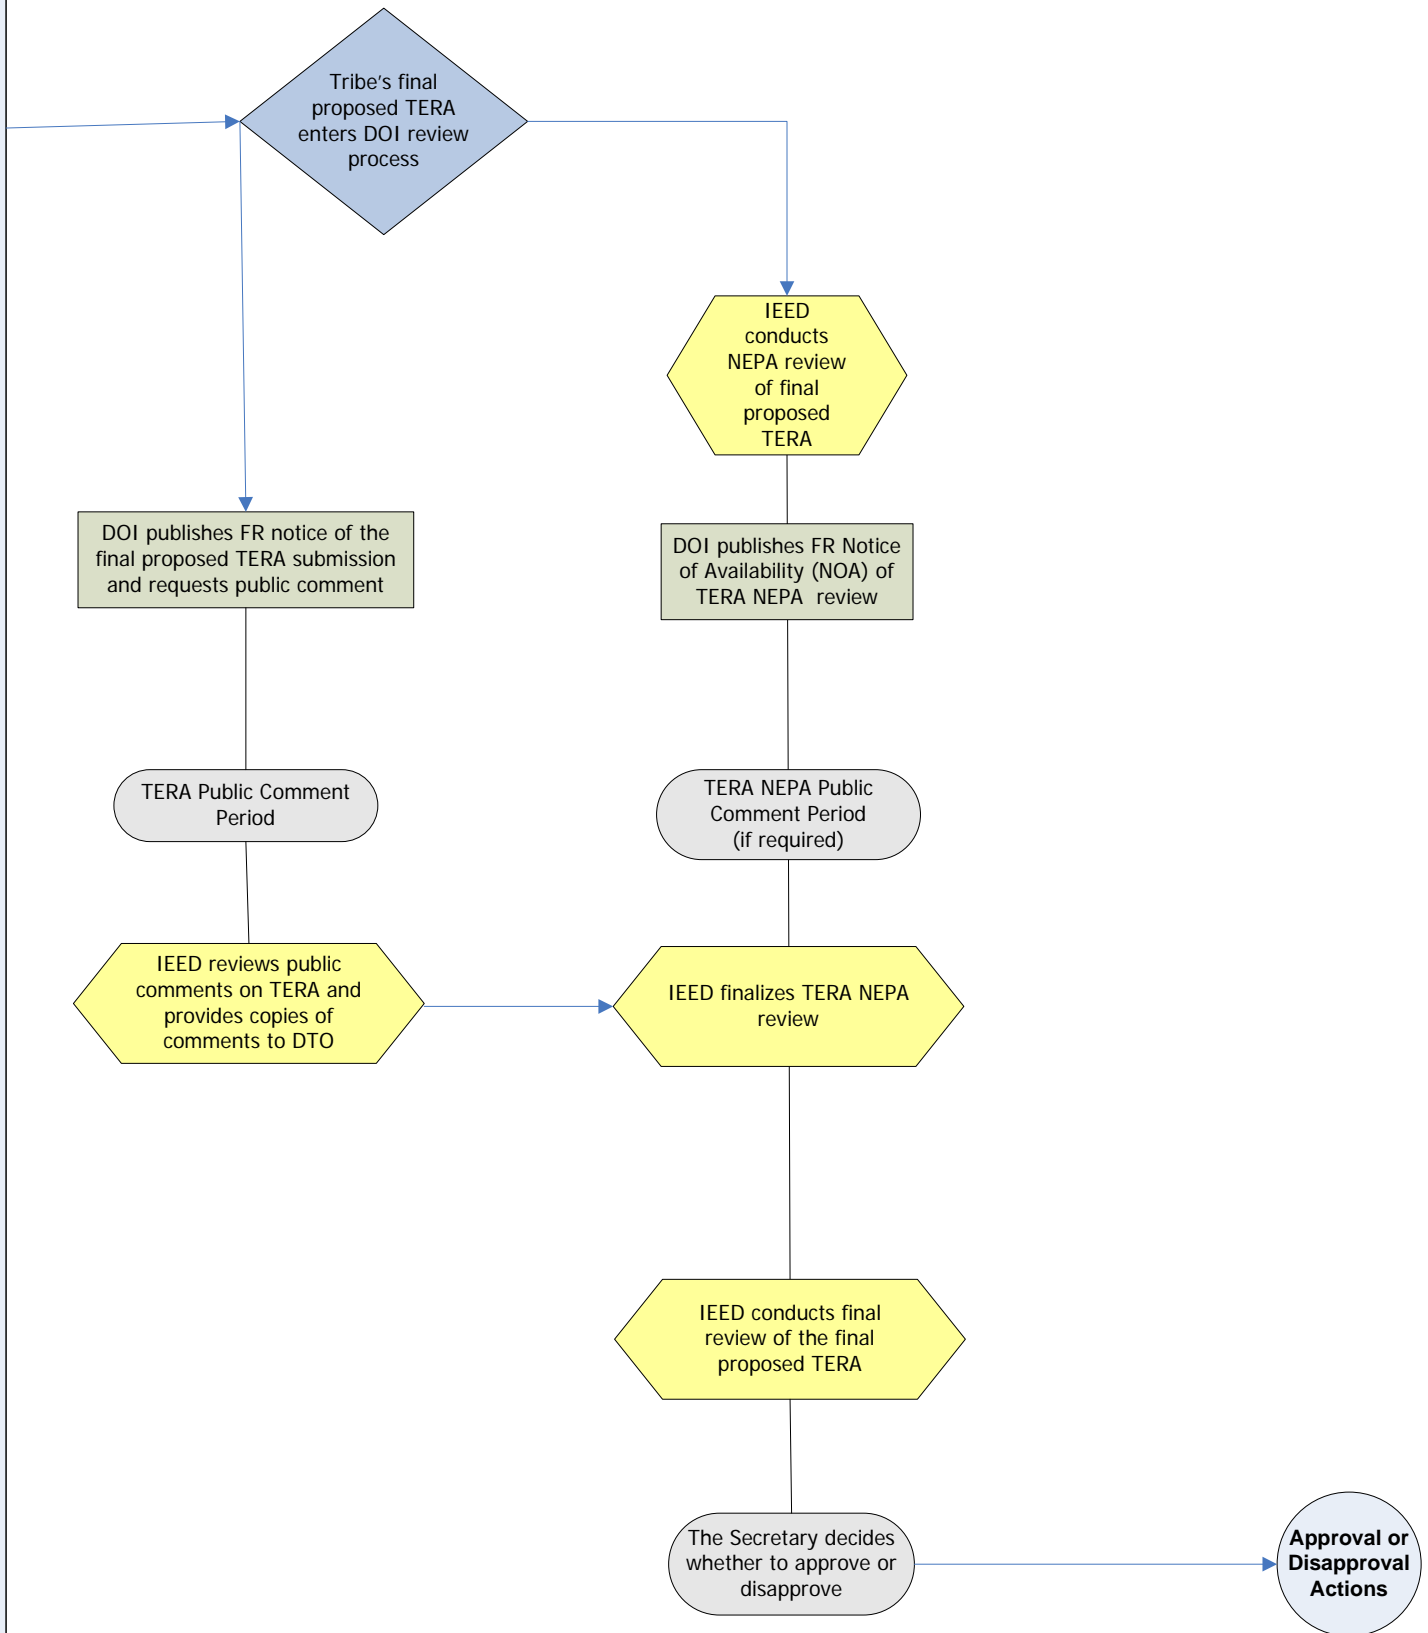 Tribe's final
proposed TERA
enters DOI review
process
IEED
conducts
NEPA review
of final
proposed
TERA
DOI publishes FR notice of the
final proposed TERA submission
and requests public comment
DOI publishes FR Notice
of Availability (NOA) of
TERA NEPA  review
TERA Public Comment
Period
TERA NEPA Public
Comment Period
(if required)
IEED reviews public
comments on TERA and
provides copies of
comments to DTO
IEED finalizes TERA NEPA
review
IEED conducts final
review of the final
proposed TERA
The Secretary decides
whether to approve or
disapprove
Approval or
Disapproval
Actions